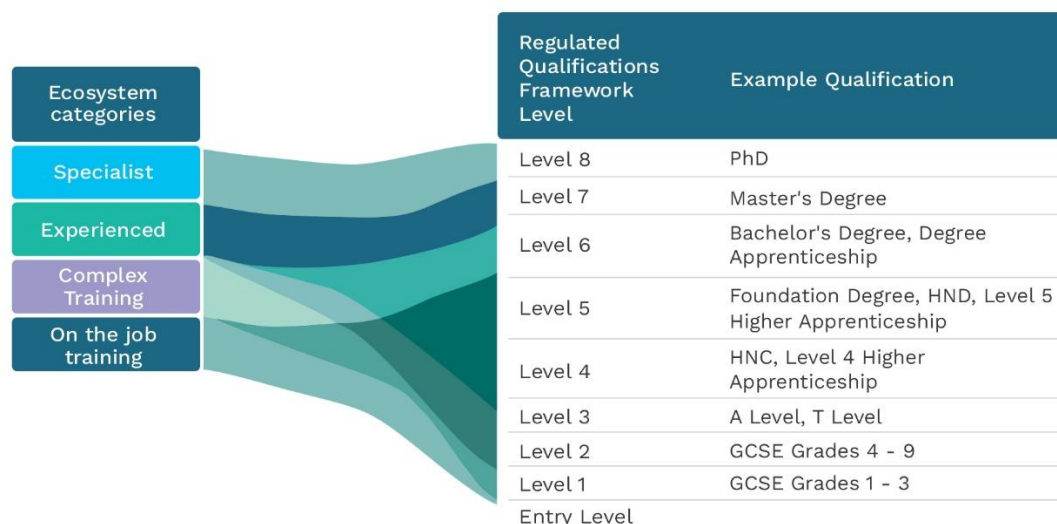 Ecosystem
categories
Specialist
Experienced
Complex
Training
On the job
training
Regulated
Qualifications
Framework
Level
Example Qualification
Level 8 PhD
Level 7 Master's Degree
Level 6 Bachelor's Degree, Degree
Apprenticeship
Level 5 Foundation Degree, HND, Level 5
Higher Apprenticeship
Level 4 HNC, Level 4 Higher
Apprenticeship
Level 3 A Level, T Level
Level 2 GCSE Grades 4 - 9
Level 1 GCSE Grades 1 - 3
Entry Level